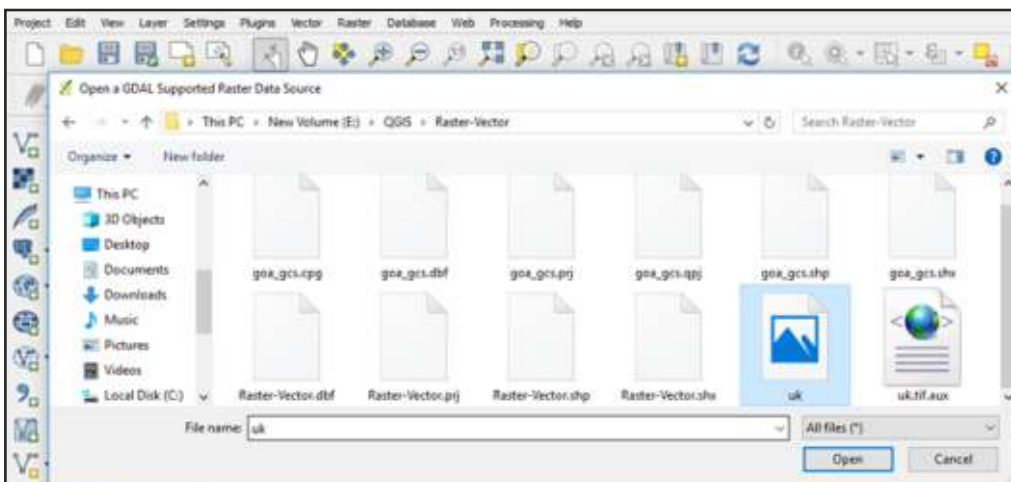 Project Edit View Layer Settings Plugins Vector Raster Database Web Processing Help
Open a GDAL Supported Raster Data Source
This PC › New Volume (E:) › QGIS › Raster-Vector
Search Raster-Vector
Organize New folder
This PC
3D Objects
Desktop
Documents
Downloads
Music
Pictures
Videos
Local Disk (C:)
goa_gcs.cpg goa_gcs.dbf goa_gcs.prj goa_gcs.qpj goa_gcs.shp goa_gcs.shx
Raster-Vector.dbf Raster-Vector.prj Raster-Vector.shp Raster-Vector.shx uk uk.tif.aux
File name: uk
All files (*)
Open Cancel